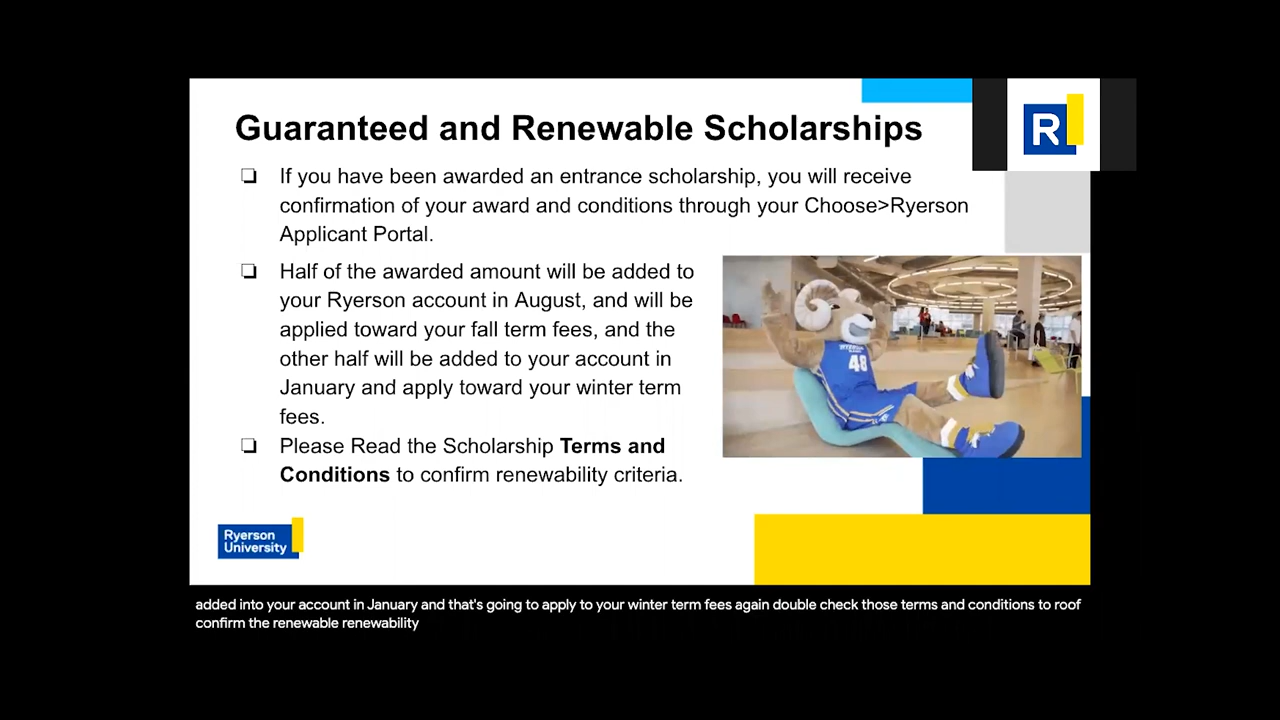 Guaranteed and Renewable Scholarships
R
❏ If you have been awarded an entrance scholarship, you will receive
confirmation of your award and conditions through your Choose>Ryerson
Applicant Portal.
❏ Half of the awarded amount will be added to
your Ryerson account in August, and will be
applied toward your fall term fees, and the
other half will be added to your account in
January and apply toward your winter term
fees.
❏ Please Read the Scholarship Terms and
Conditions to confirm renewability criteria.
RYERSON
48
Ryerson
University
added into your account in January and that's going to apply to your winter term fees again double check those terms and conditions to roof
confirm the renewable renewability